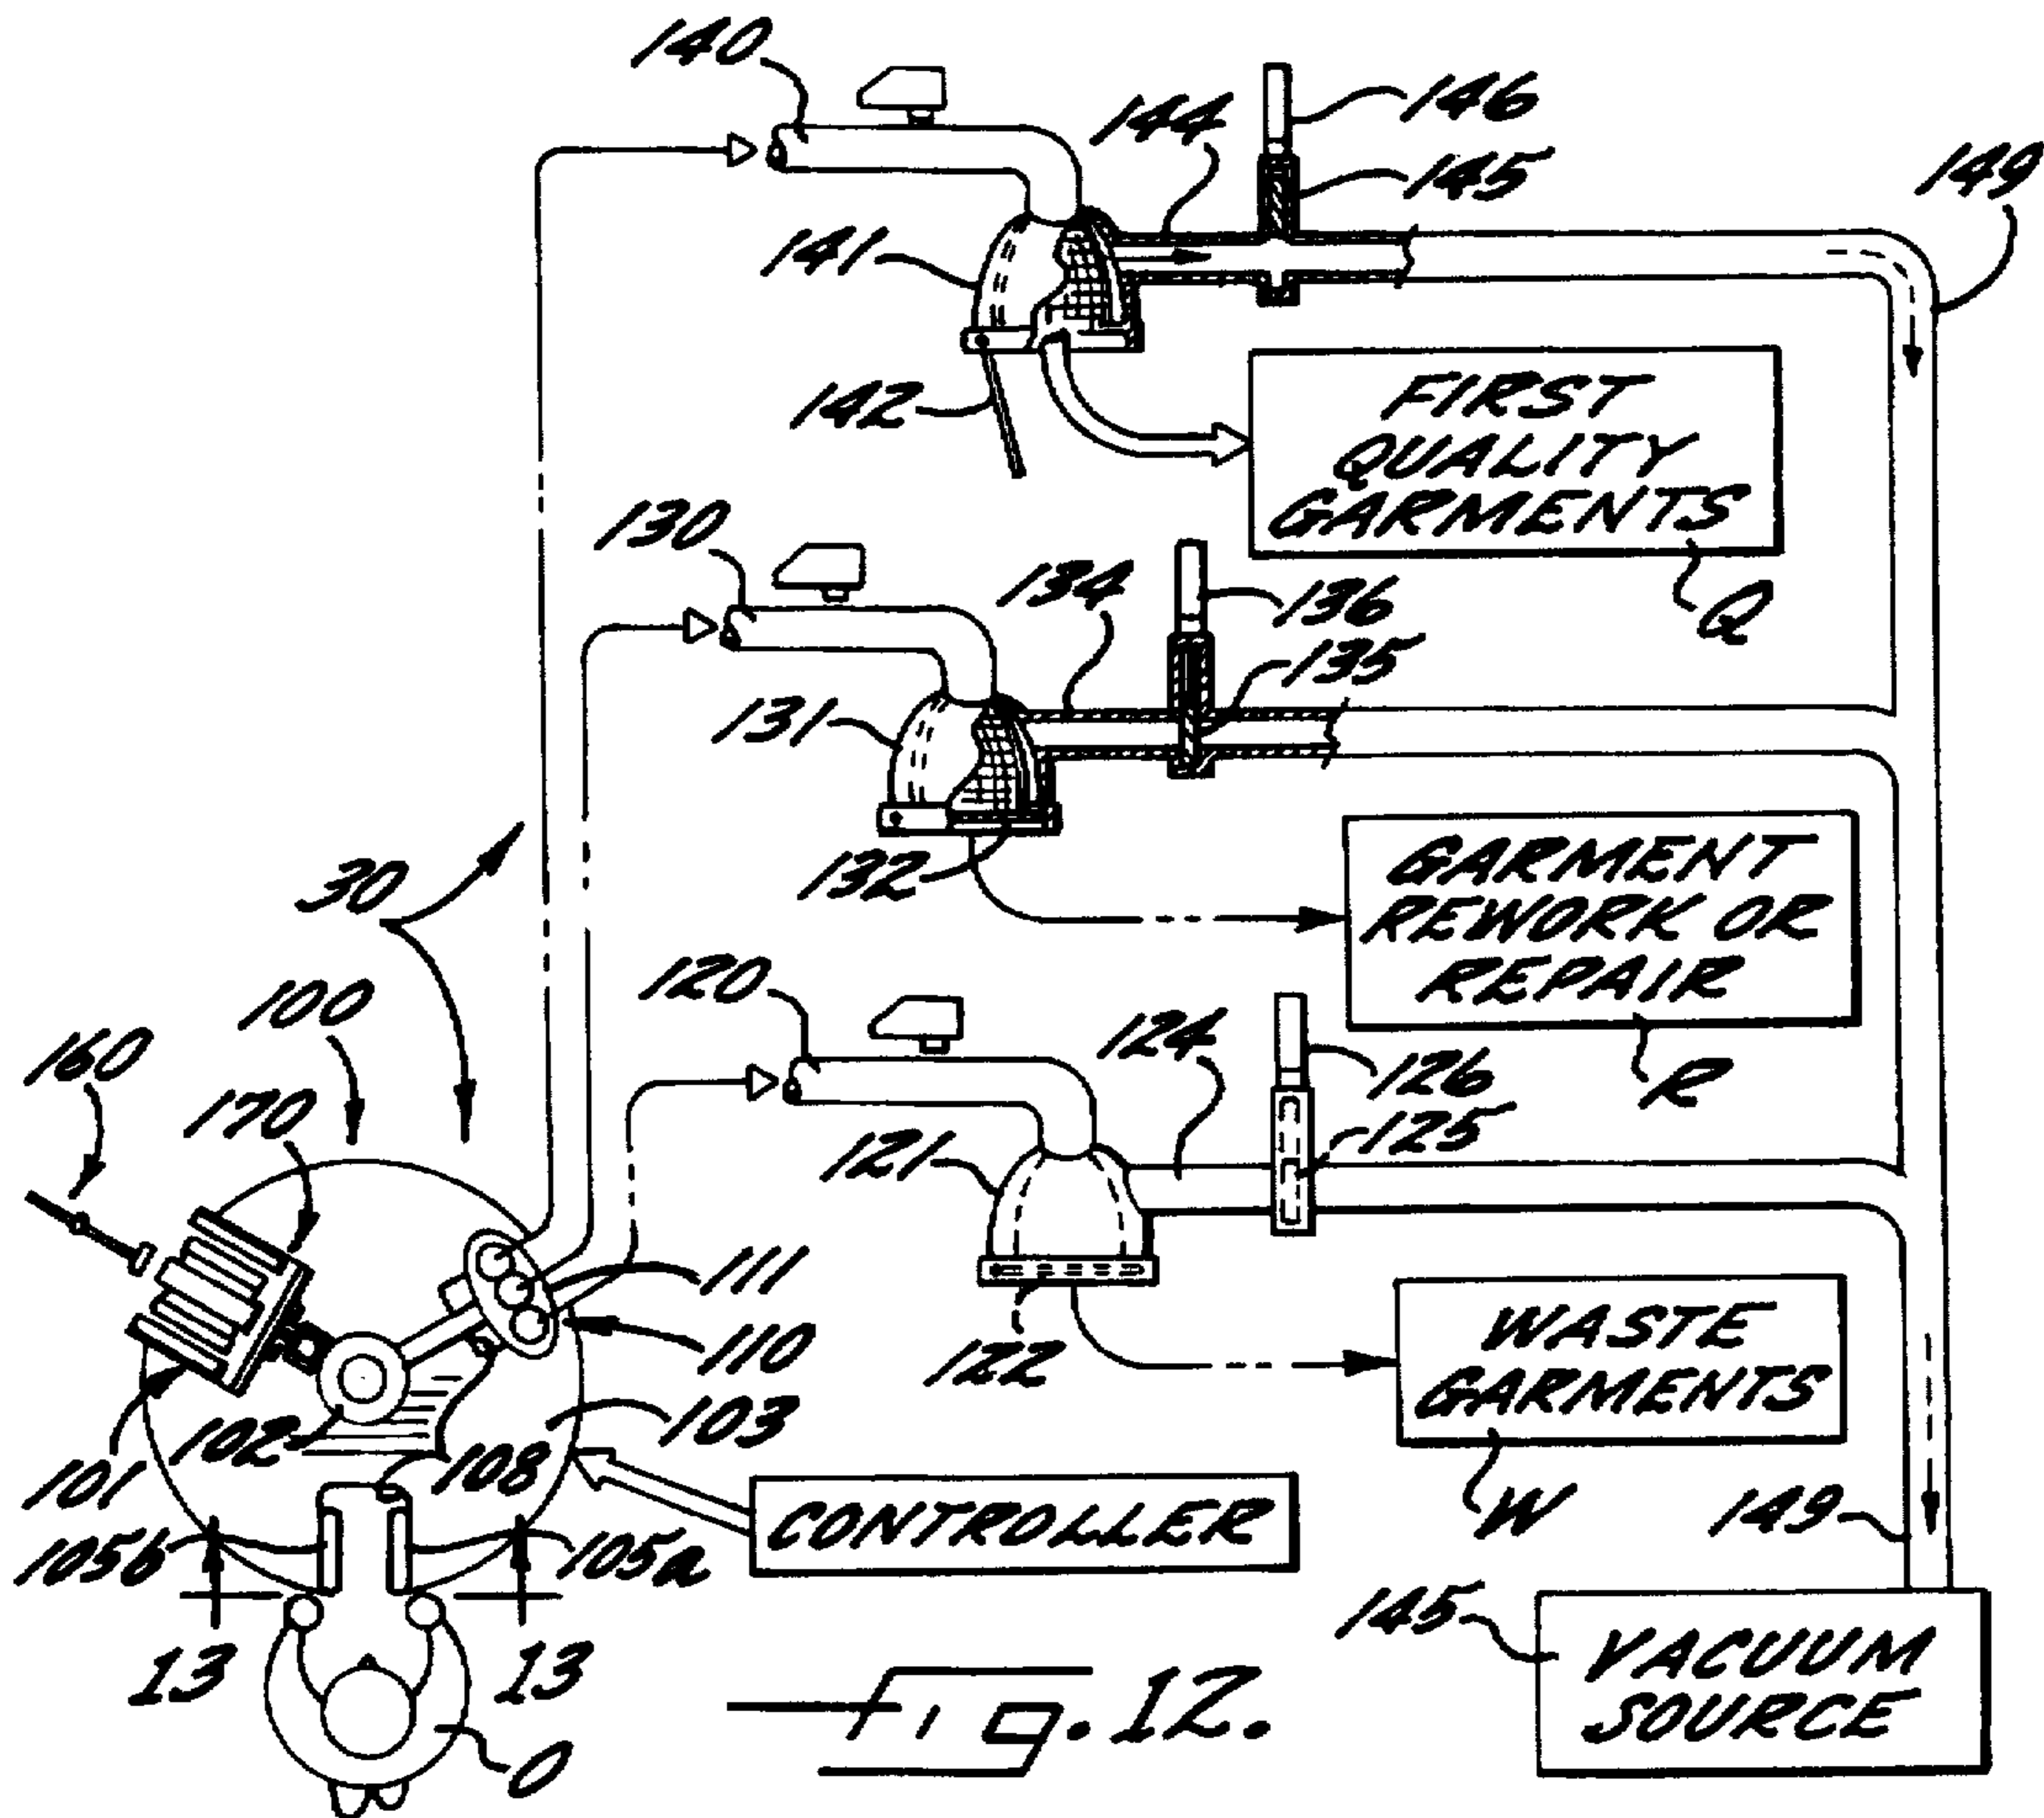 140
146
144
145
149
141
142
FIRST
QUALITY
GARMENTS
Q
130
134
136
135
131
132
30
GARMENT
REWORK OR
REPAIR
R
120
124
126
125
100
160
170
121
122
111
110
103
WASTE
GARMENTS
W
101
102
108
CONTROLLER
149
105b
105a
145
13
13
VACUUM
SOURCE
O
Fig. 12.